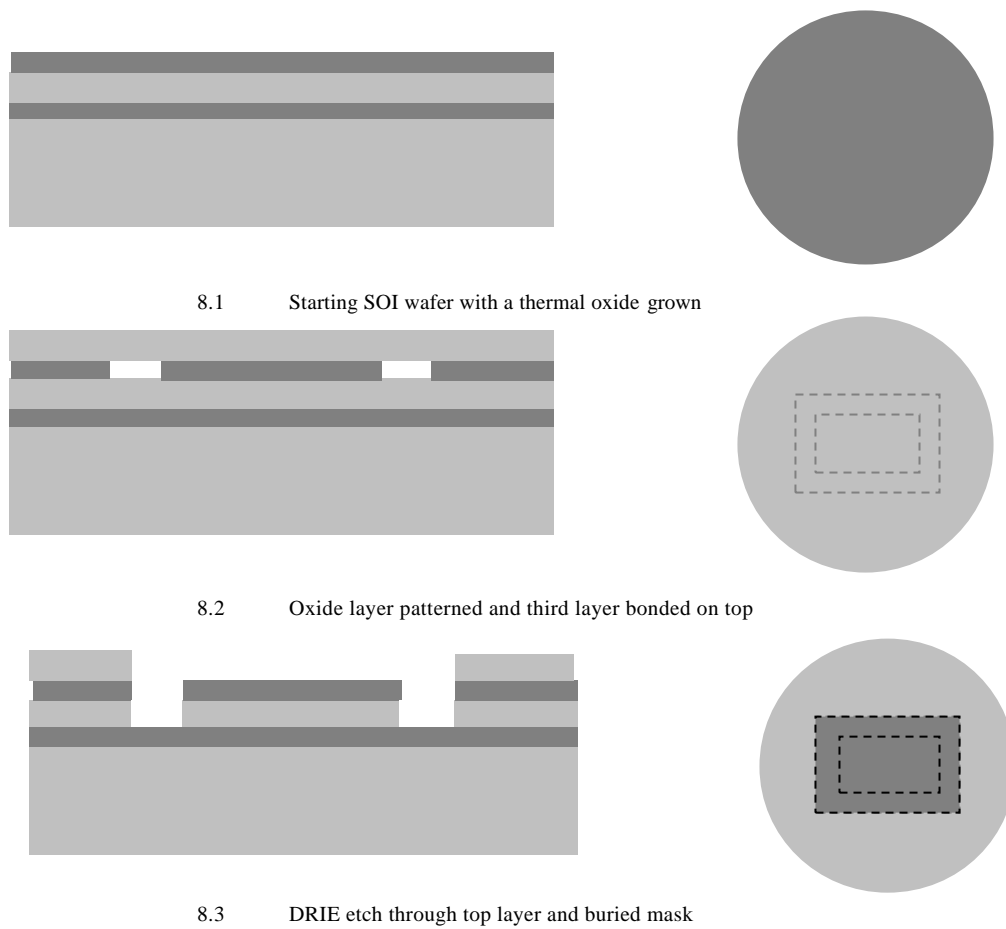 8.1 Starting SOI wafer with a thermal oxide grown
8.2 Oxide layer patterned and third layer bonded on top
8.3 DRIE etch through top layer and buried mask